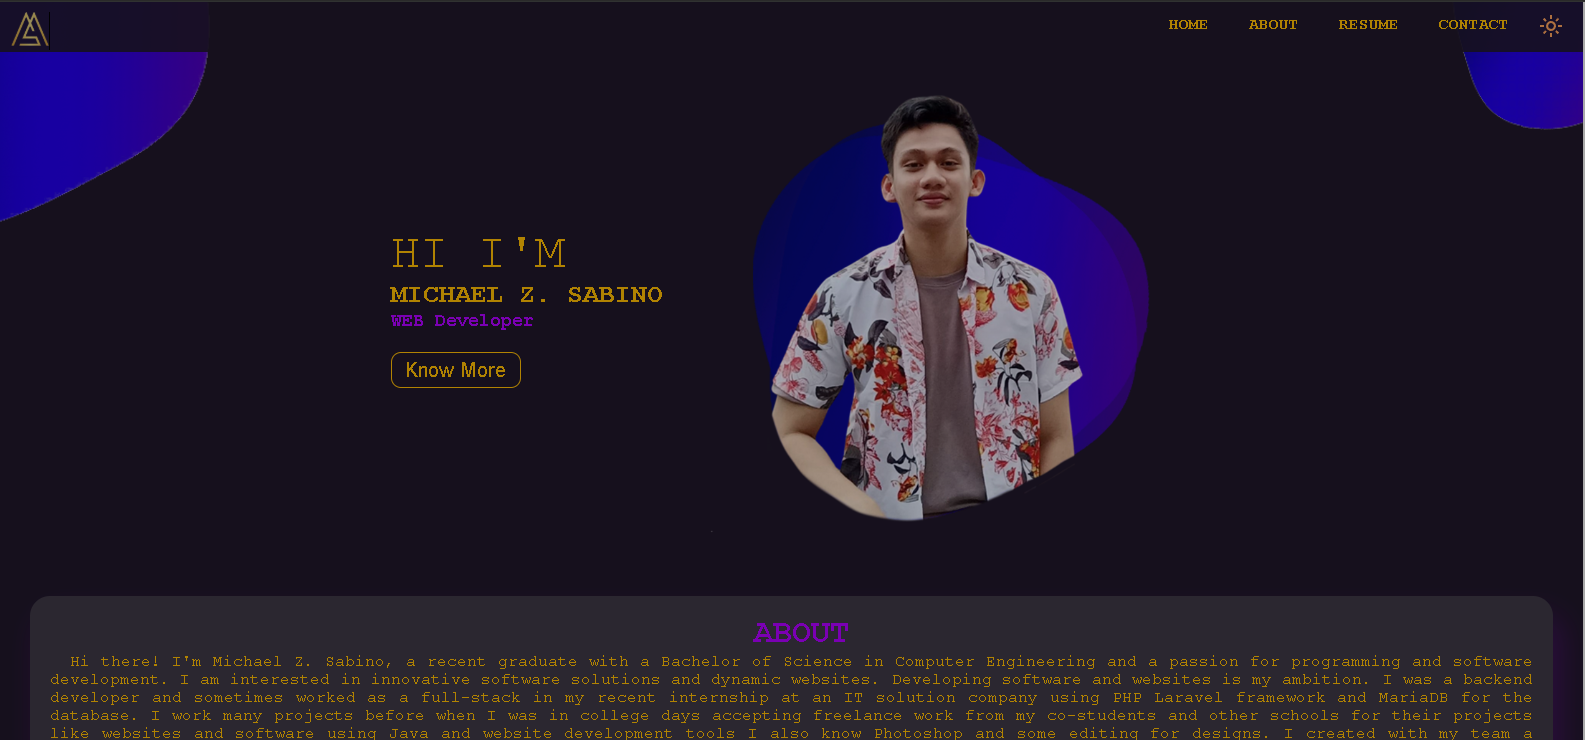 HOME ABOUT RESUME CONTACT
HI I'M
MICHAEL Z. SABINO
WEB Developer
Know More
ABOUT
Hi there! I'm Michael Z. Sabino, a recent graduate with a Bachelor of Science in Computer Engineering and a passion for programming and software
development. I am interested in innovative software solutions and dynamic websites. Developing software and websites is my ambition. I was a backend
developer and sometimes worked as a full-stack in my recent internship at an IT solution company using PHP Laravel framework and MariaDB for the
database. I work many projects before when I was in college days accepting freelance work from my co-students and other schools for their projects
like websites and software using Java and website development tools I also know Photoshop and some editing for designs. I created with my team a